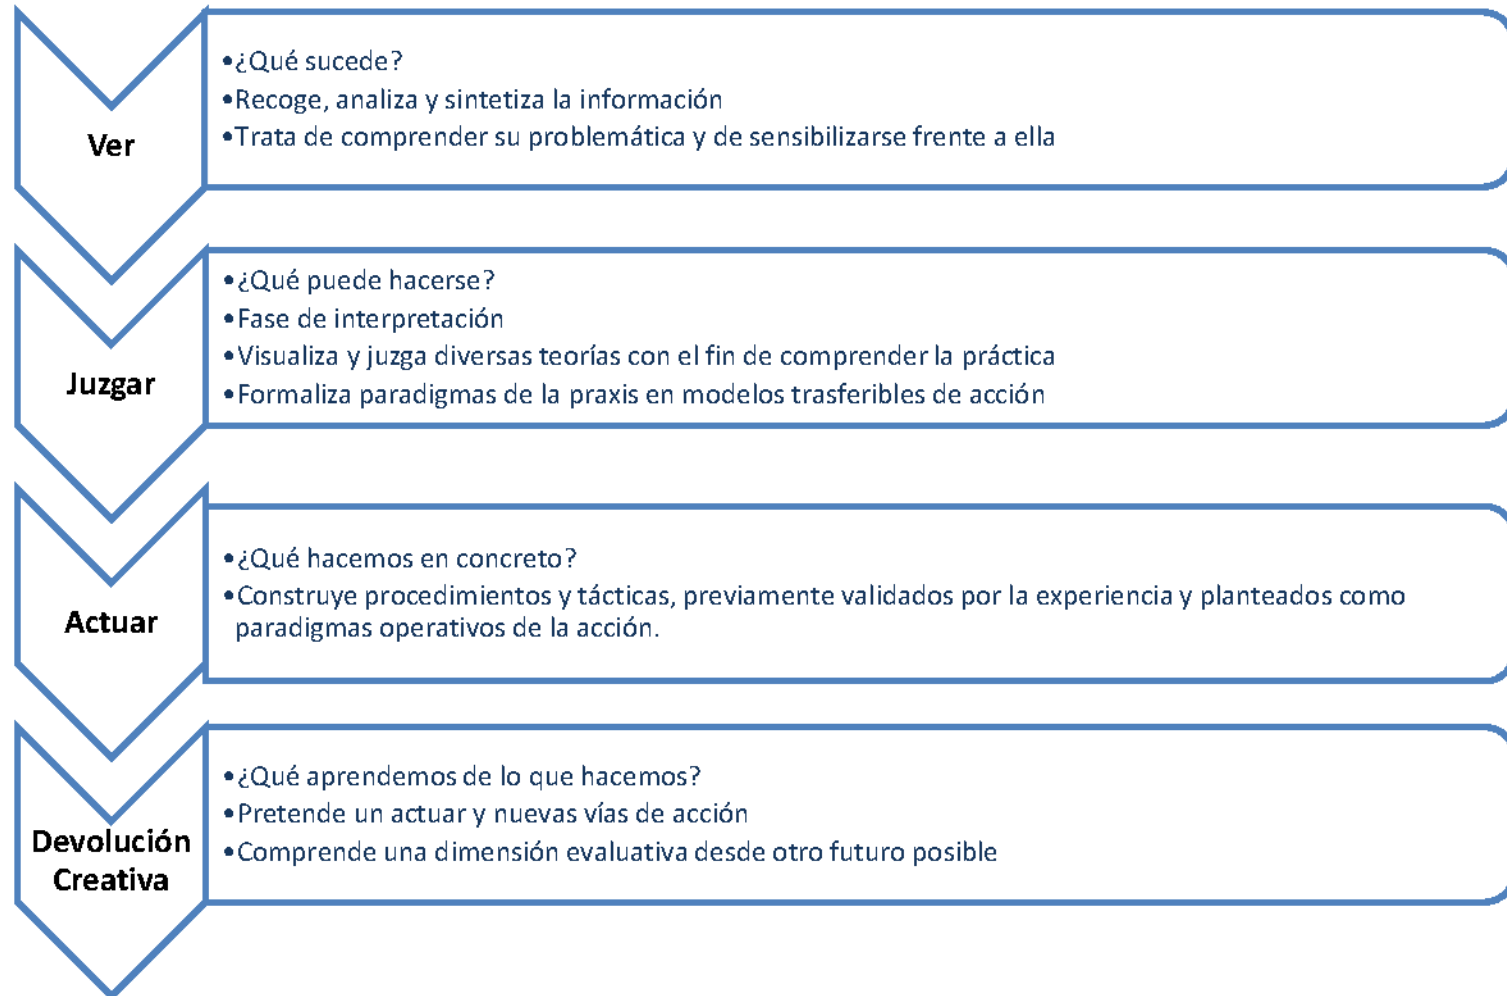 Ver
•¿Qué sucede?
•Recoge, analiza y sintetiza la información
•Trata de comprender su problemática y de sensibilizarse frente a ella
Juzgar
•¿Qué puede hacerse?
•Fase de interpretación
•Visualiza y juzga diversas teorías con el fin de comprender la práctica
•Formaliza paradigmas de la praxis en modelos trasferibles de acción
Actuar
•¿Qué hacemos en concreto?
•Construye procedimientos y tácticas, previamente validados por la experiencia y planteados como
paradigmas operativos de la acción.
Devolución
Creativa
•¿Qué aprendemos de lo que hacemos?
•Pretende un actuar y nuevas vías de acción
•Comprende una dimensión evaluativa desde otro futuro posible